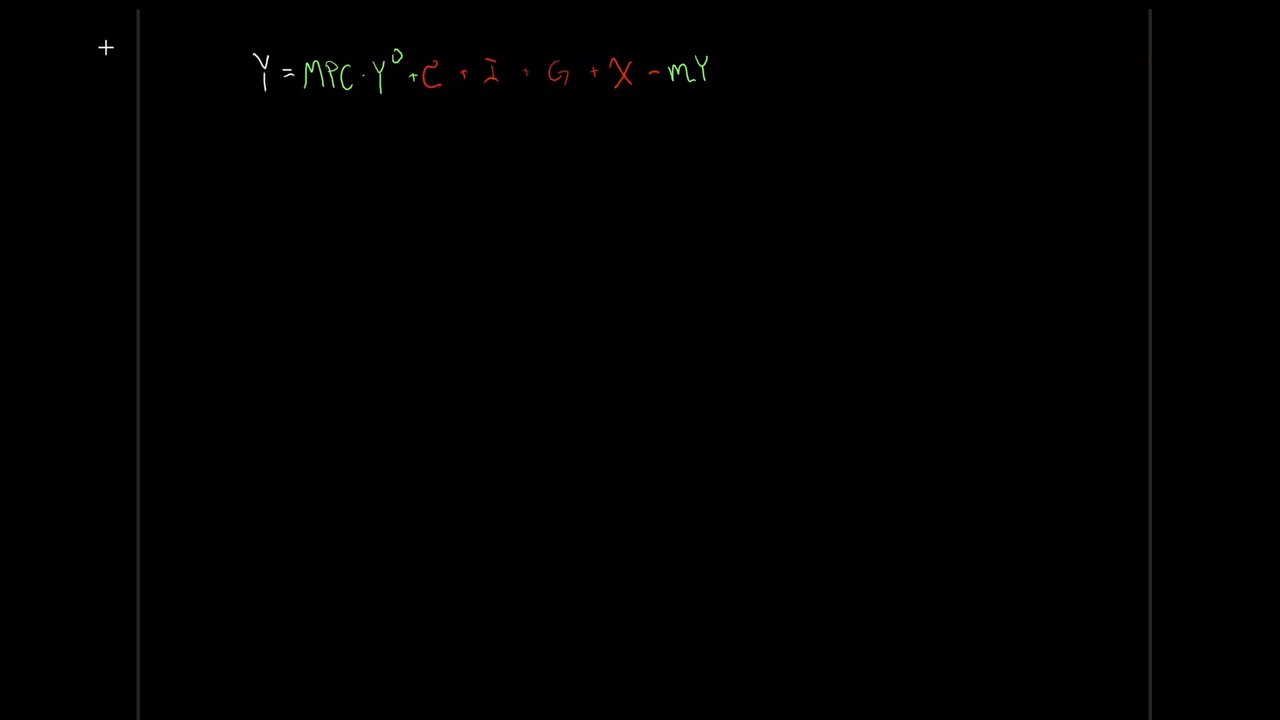 Y = MPC · Y^D + C + I + G + X - mY